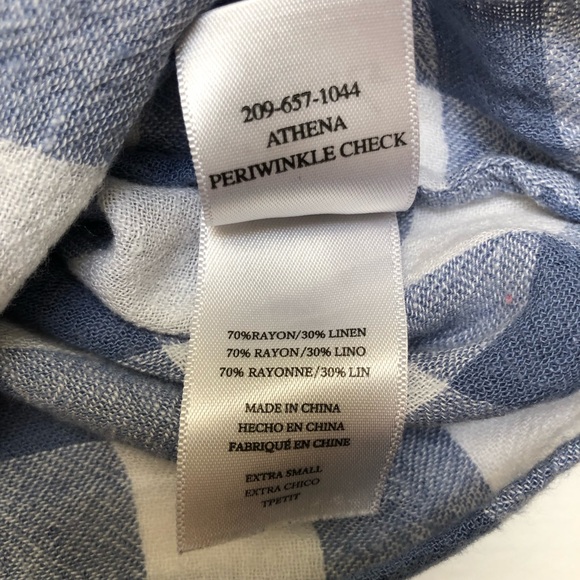 209-657-1044
ATHENA
PERIWINKLE CHECK
70%RAYON/30% LINEN
70% RAYON/30% LINO
70% RAYONNE/30% LIN
MADE IN CHINA
HECHO EN CHINA
FABRIQUÉ EN CHINE
EXTRA SMALL
EXTRA CHICO
TPETIT